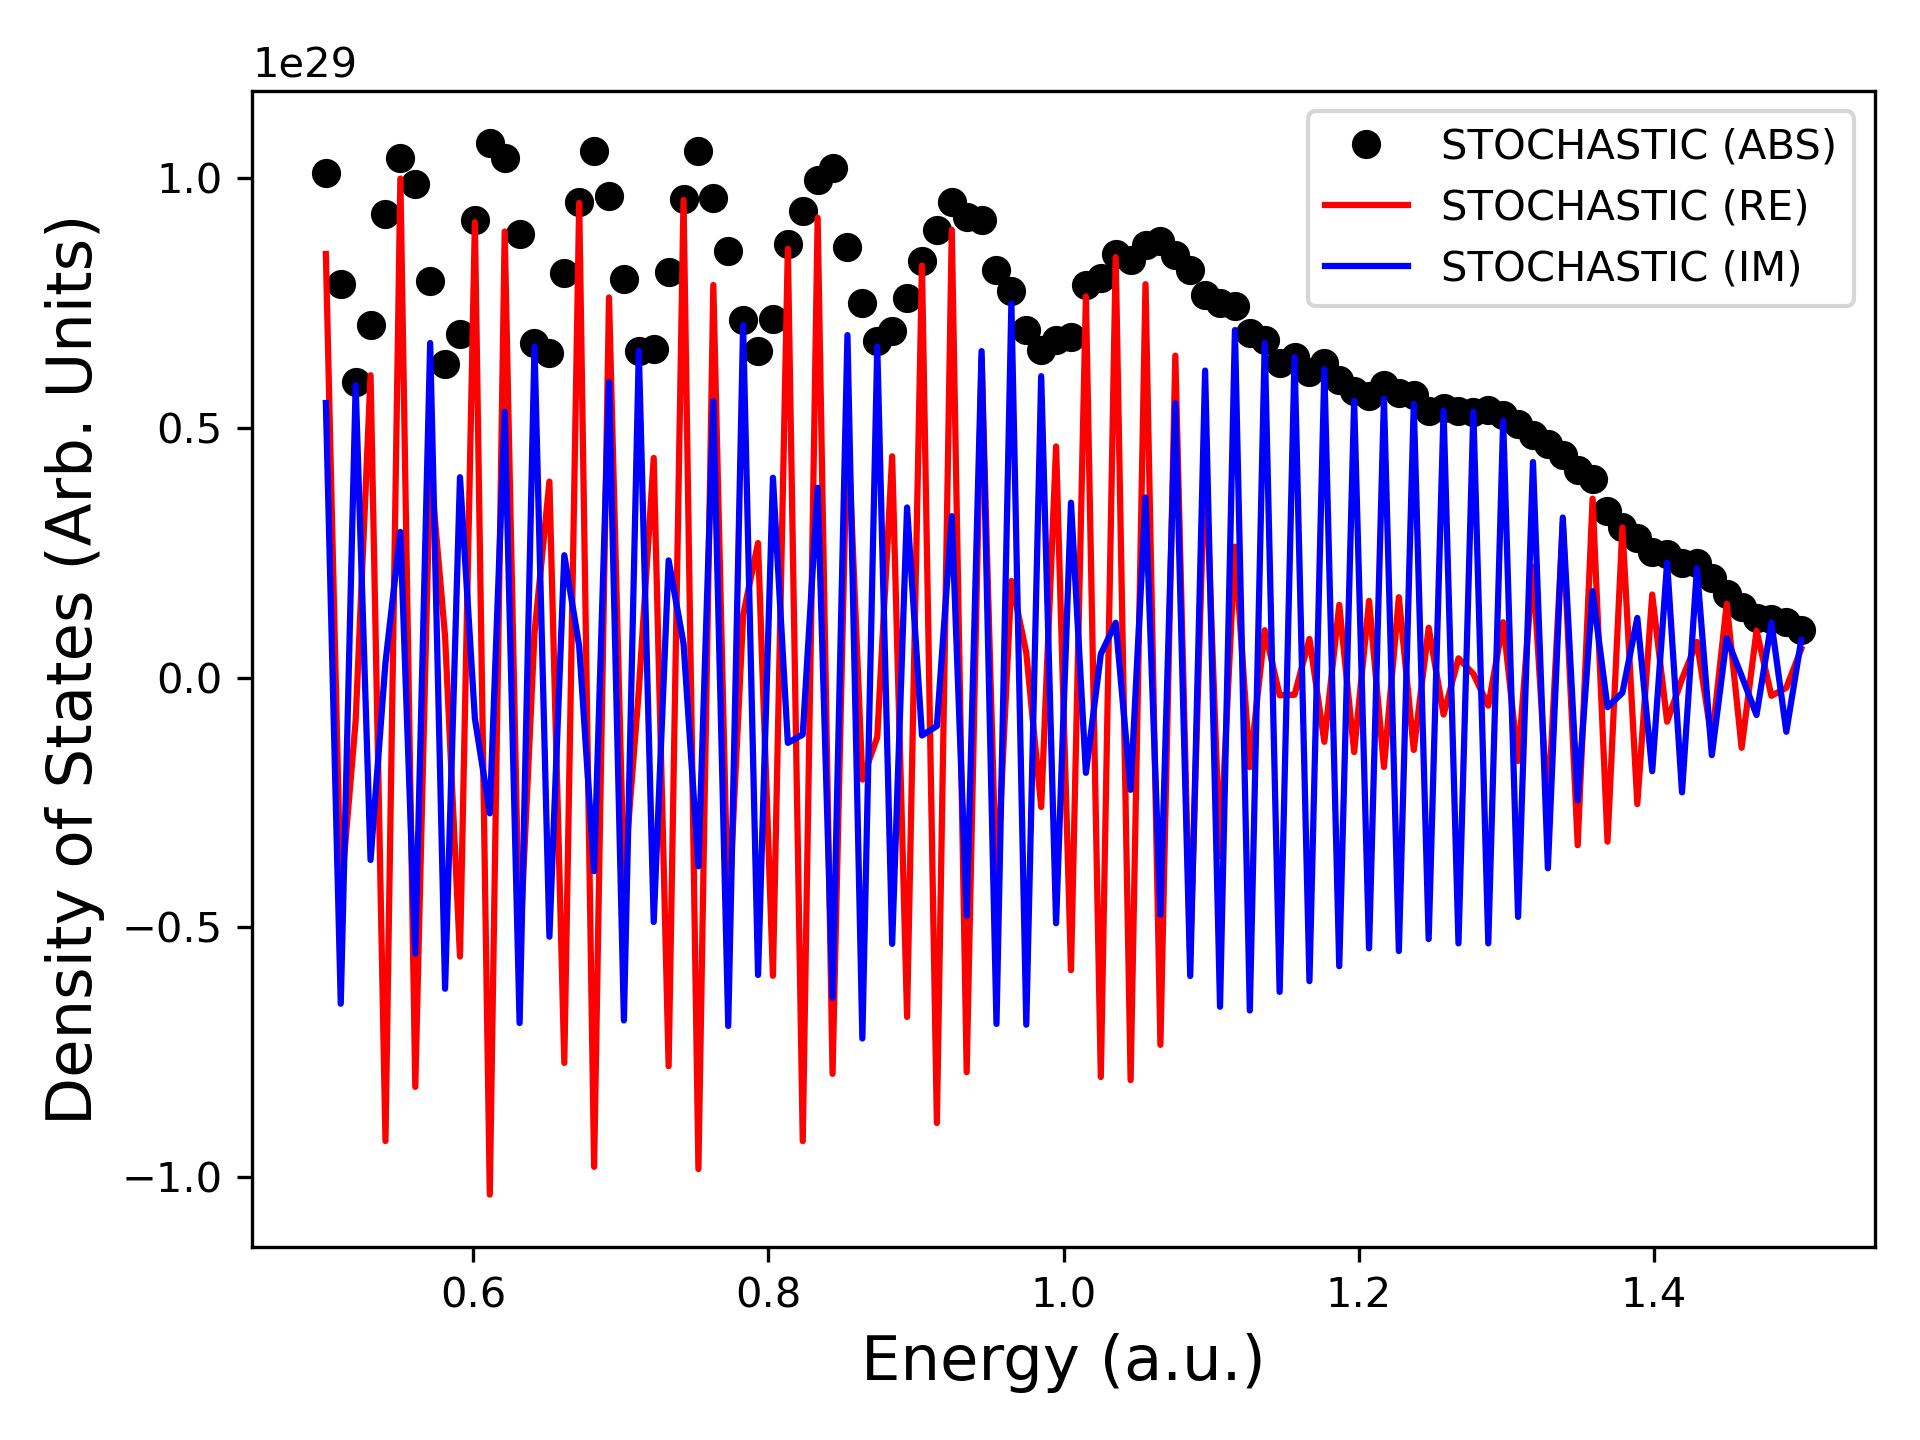 1e29
STOCHASTIC (ABS)
STOCHASTIC (RE)
STOCHASTIC (IM)
Density of States (Arb. Units)
1.0
0.5
0.0
−0.5
−1.0
0.6 0.8 1.0 1.2 1.4
Energy (a.u.)